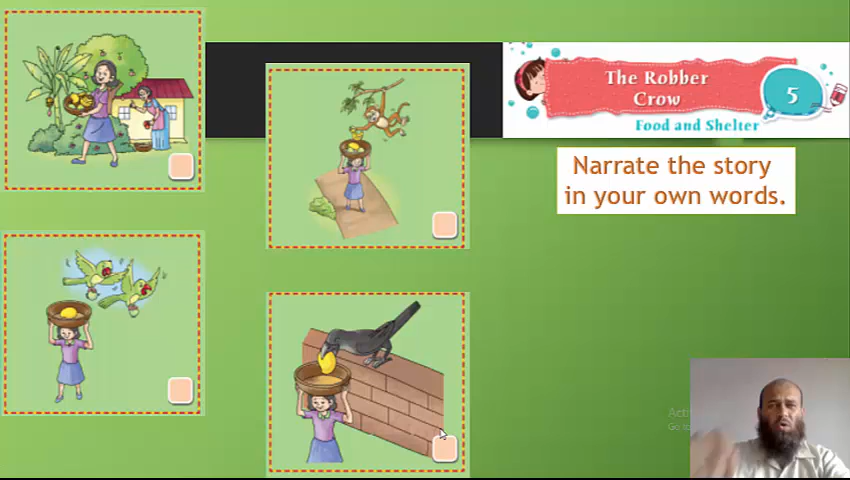 The Robber
Crow
5
Food and Shelter
Narrate the story
in your own words.